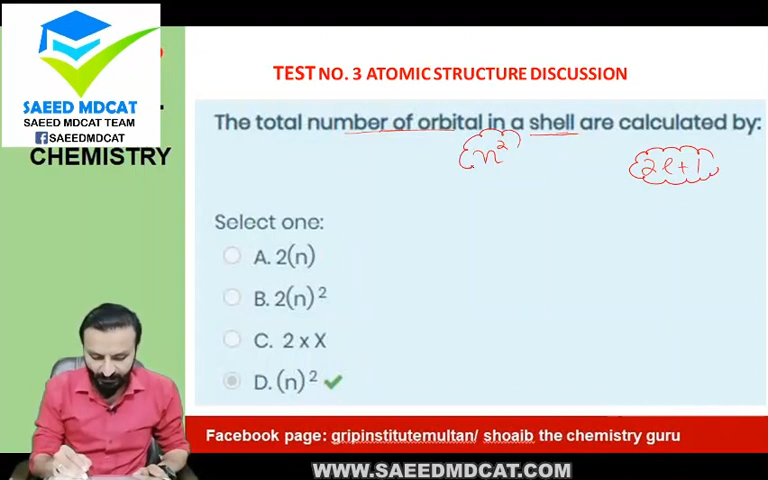 SAEED MDCAT
SAEED MDCAT TEAM
SAEEDMDCAT
CHEMISTRY
TEST NO. 3 ATOMIC STRUCTURE DISCUSSION
The total number of orbital in a shell are calculated by:
n²
2l+1
Select one:
A. 2(n)
B. 2(n)²
C. 2 x X
D. (n)²
Facebook page: gripinstitutemultan/ shoaib the chemistry guru
WWW.SAEEDMDCAT.COM